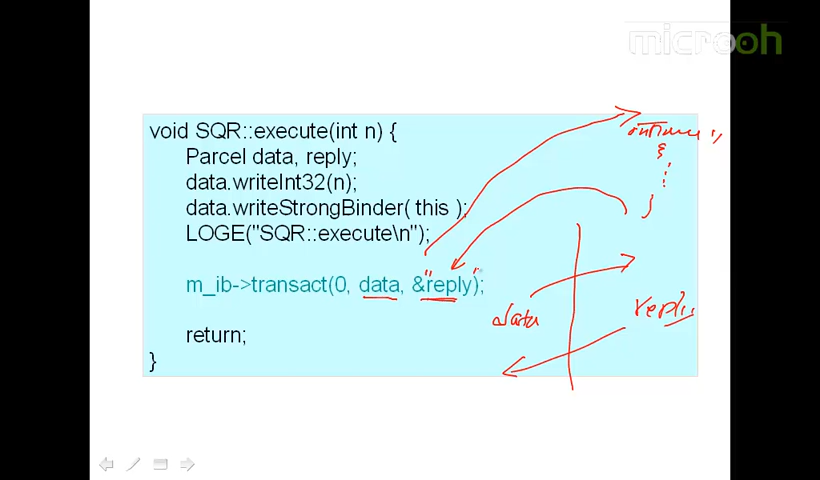 microoh
void SQR::execute(int n) {
Parcel data, reply;
data.writeInt32(n);
data.writeStrongBinder( this );
LOGE("SQR::execute\n");
m_ib->transact(0, data, &reply);
return;
}
data
reply